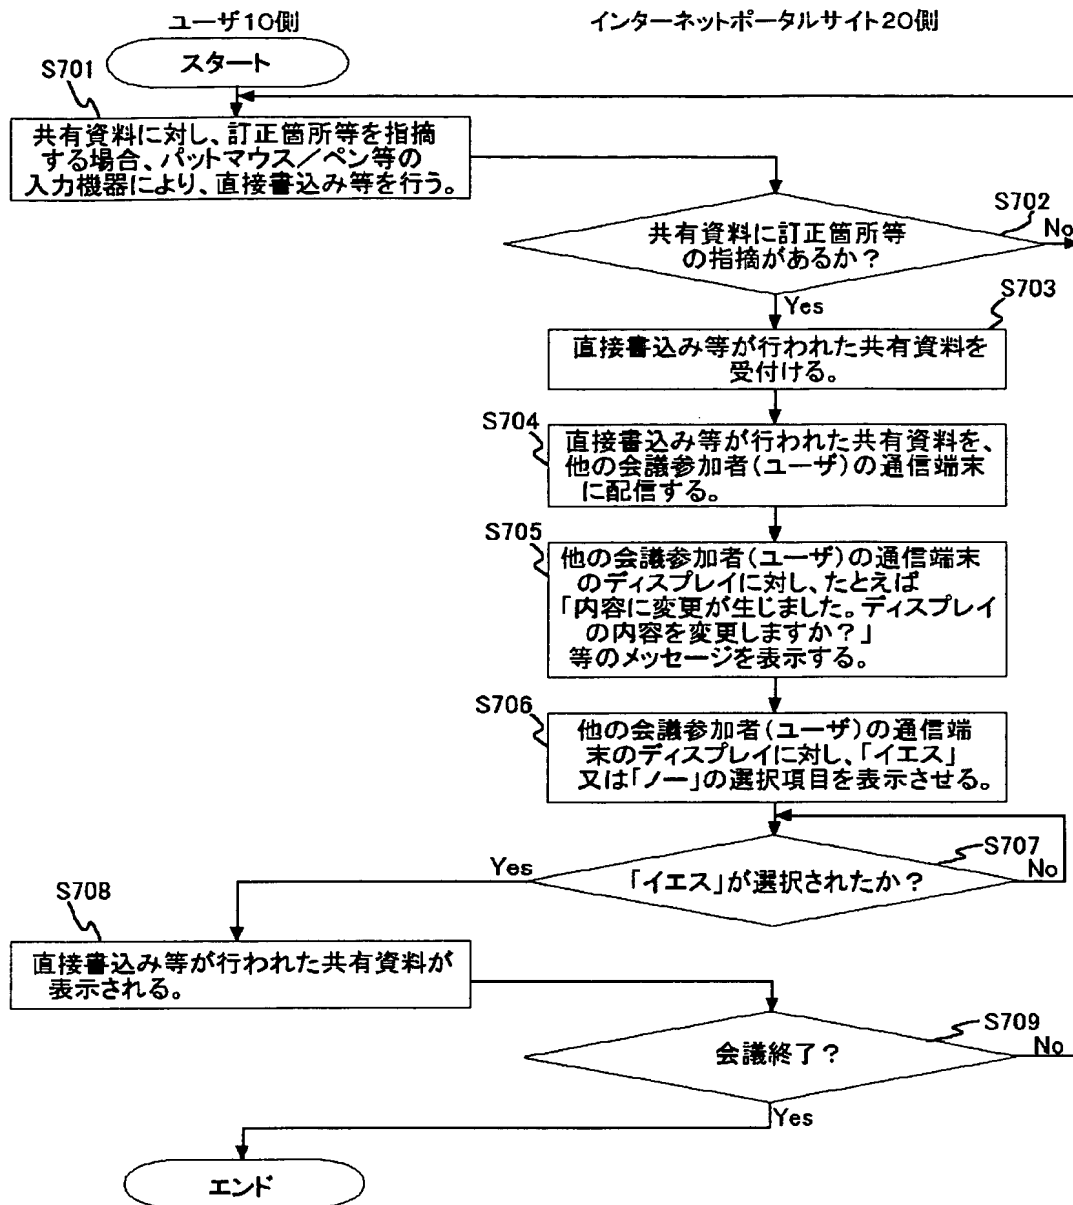 ユーザ10側
インターネットポータルサイト20側
スタート
S701
共有資料に対し、訂正箇所等を指摘
する場合、パットマウス／ペン等の
入力機器により、直接書込み等を行う。
S702
共有資料に訂正箇所等
の指摘があるか？
No
Yes
S703
直接書込み等が行われた共有資料を
受付ける。
S704
直接書込み等が行われた共有資料を、
他の会議参加者(ユーザ)の通信端末
に配信する。
S705
他の会議参加者(ユーザ)の通信端末
のディスプレイに対し、たとえば
「内容に変更が生じました。ディスプレイ
の内容を変更しますか？」
等のメッセージを表示する。
S706
他の会議参加者(ユーザ)の通信端
末のディスプレイに対し、「イエス」
又は「ノー」の選択項目を表示させる。
S707
「イエス」が選択されたか？
Yes
No
S708
直接書込み等が行われた共有資料が
表示される。
S709
会議終了？
No
Yes
エンド